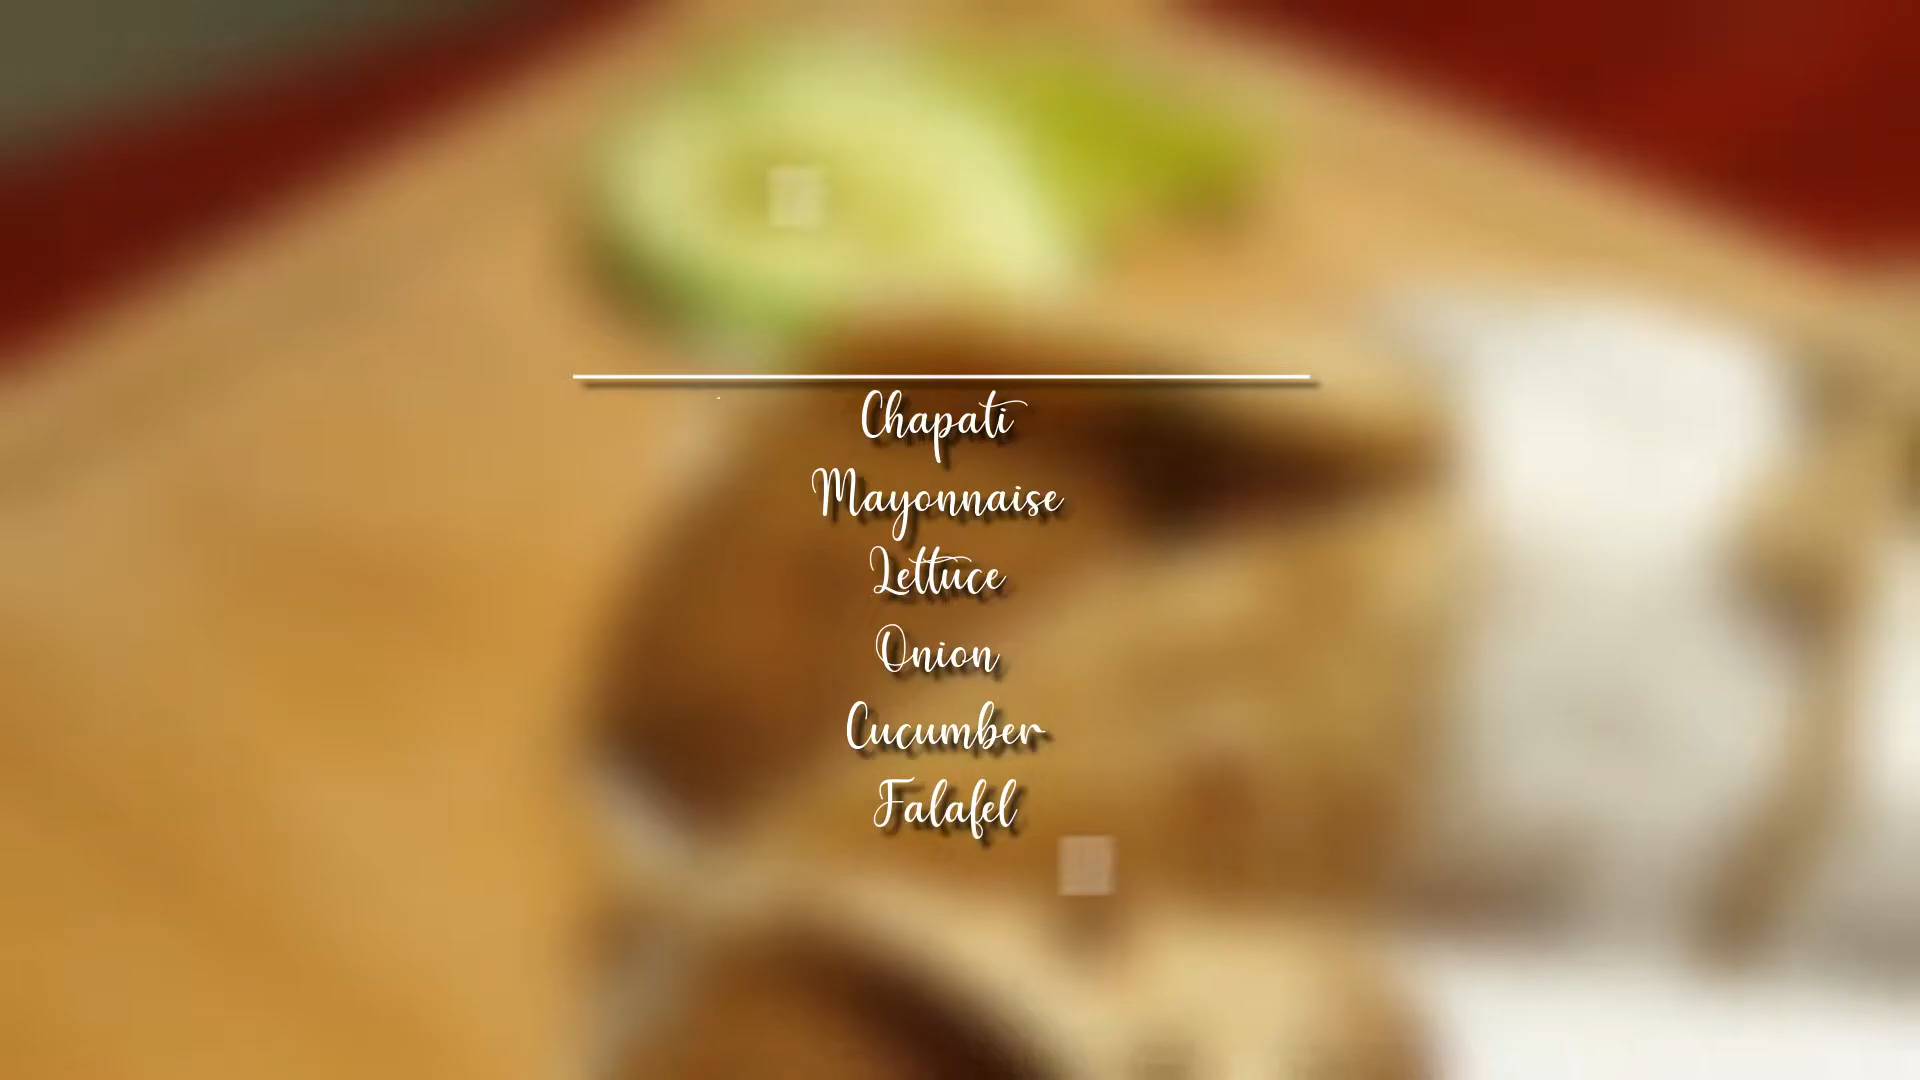 Chapati
Mayonnaise
Lettuce
Onion
Cucumber
Falafel